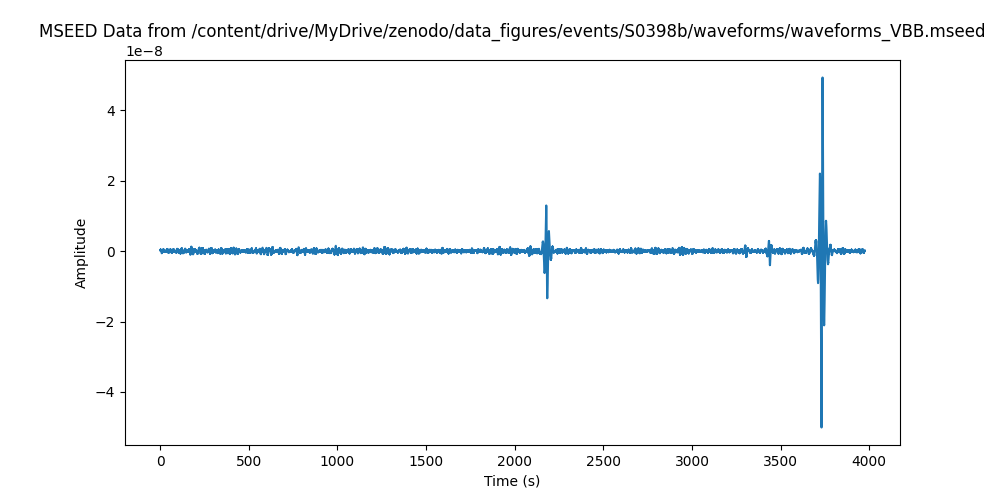 MSEED Data from /content/drive/MyDrive/zenodo/data_figures/events/S0398b/waveforms/waveforms_VBB.mseed
1e−8
4
2
0
−2
−4
Amplitude
0 500 1000 1500 2000 2500 3000 3500 4000
Time (s)